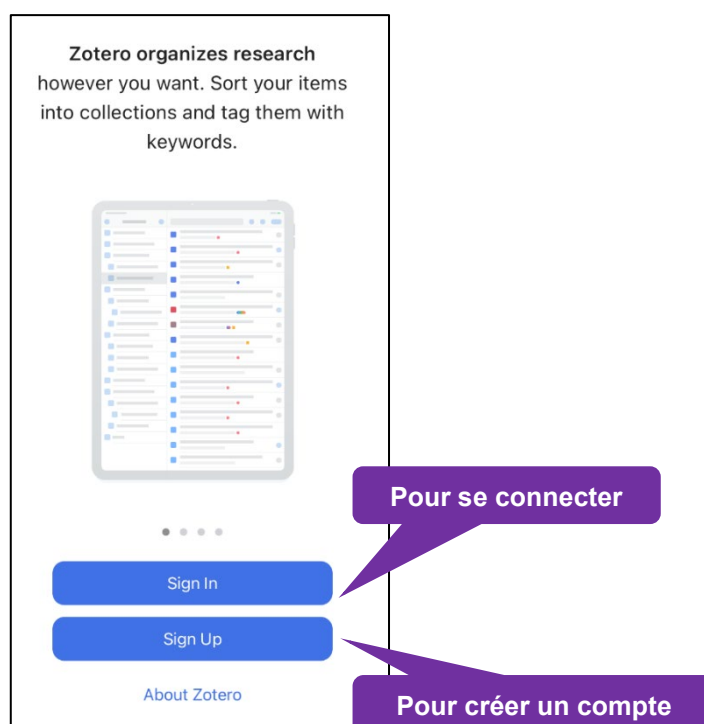 Zotero organizes research
however you want. Sort your items
into collections and tag them with
keywords.
Pour se connecter
Sign In
Sign Up
About Zotero
Pour créer un compte